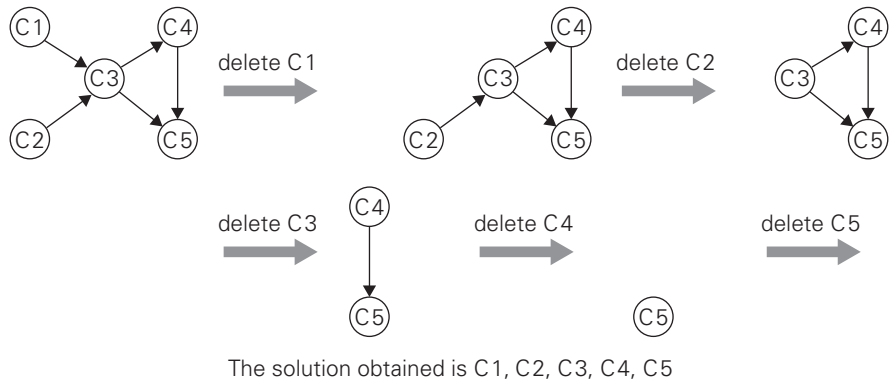 C1 C4 C4 C4
delete C1 delete C2
C3 C3 C3
C2 C5 C2 C5 C5
C4
delete C3 delete C4 delete C5
C5 C5
The solution obtained is C1, C2, C3, C4, C5